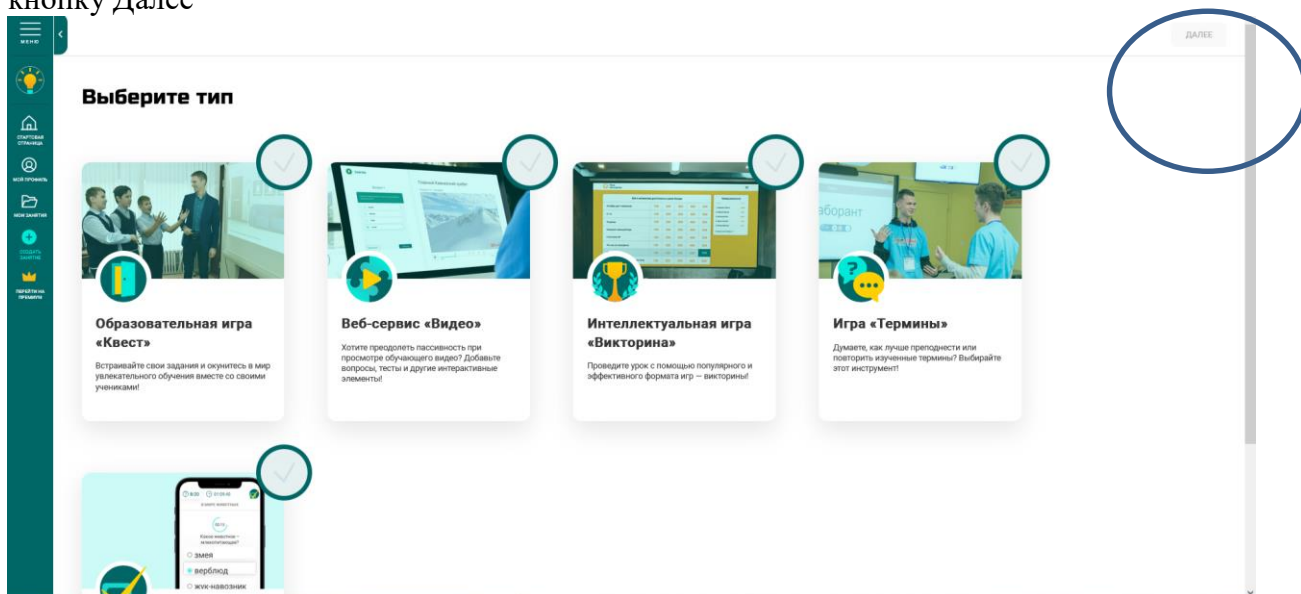 кнопку Далее
МЕНЮ
ДАЛЕЕ
Выберите тип
СТАРТОВАЯ
СТРАНИЦА
МОЙ ПРОФИЛЬ
МОИ ЗАНЯТИЯ
СОЗДАТЬ
ЗАНЯТИЕ
ПЕРЕЙТИ НА
ПРЕМИУМ
Образовательная игра
«Квест»
Встраивайте свои задания и окунитесь в мир
увлекательного обучения вместе со своими
учениками!
Веб-сервис «Видео»
Хотите преодолеть пассивность при
просмотре обучающего видео? Добавьте
вопросы, тесты и другие интерактивные
элементы!
Интеллектуальная игра
«Викторина»
Проведите урок с помощью популярного и
эффективного формата игр — викторины!
аборант
Игра «Термины»
Думаете, как лучше преподнести или
повторить изученные термины? Выбирайте
этот инструмент!
змея
верблюд
жук-навозник